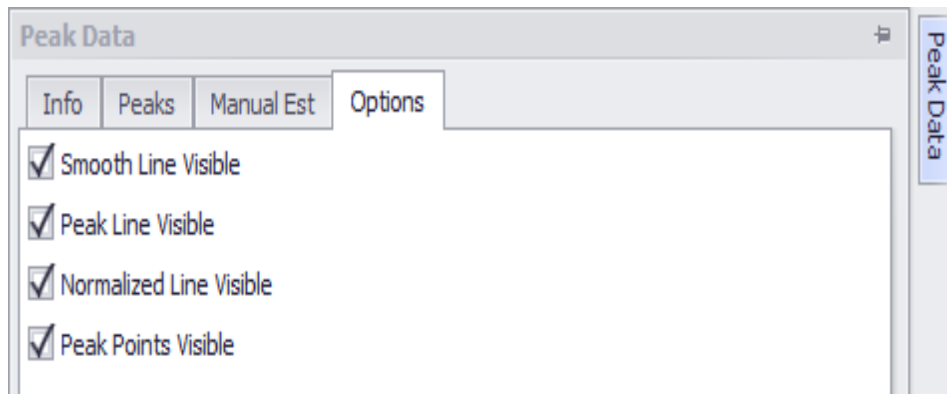 Peak Data
Info Peaks Manual Est Options
Smooth Line Visible
Peak Line Visible
Normalized Line Visible
Peak Points Visible
Peak Data